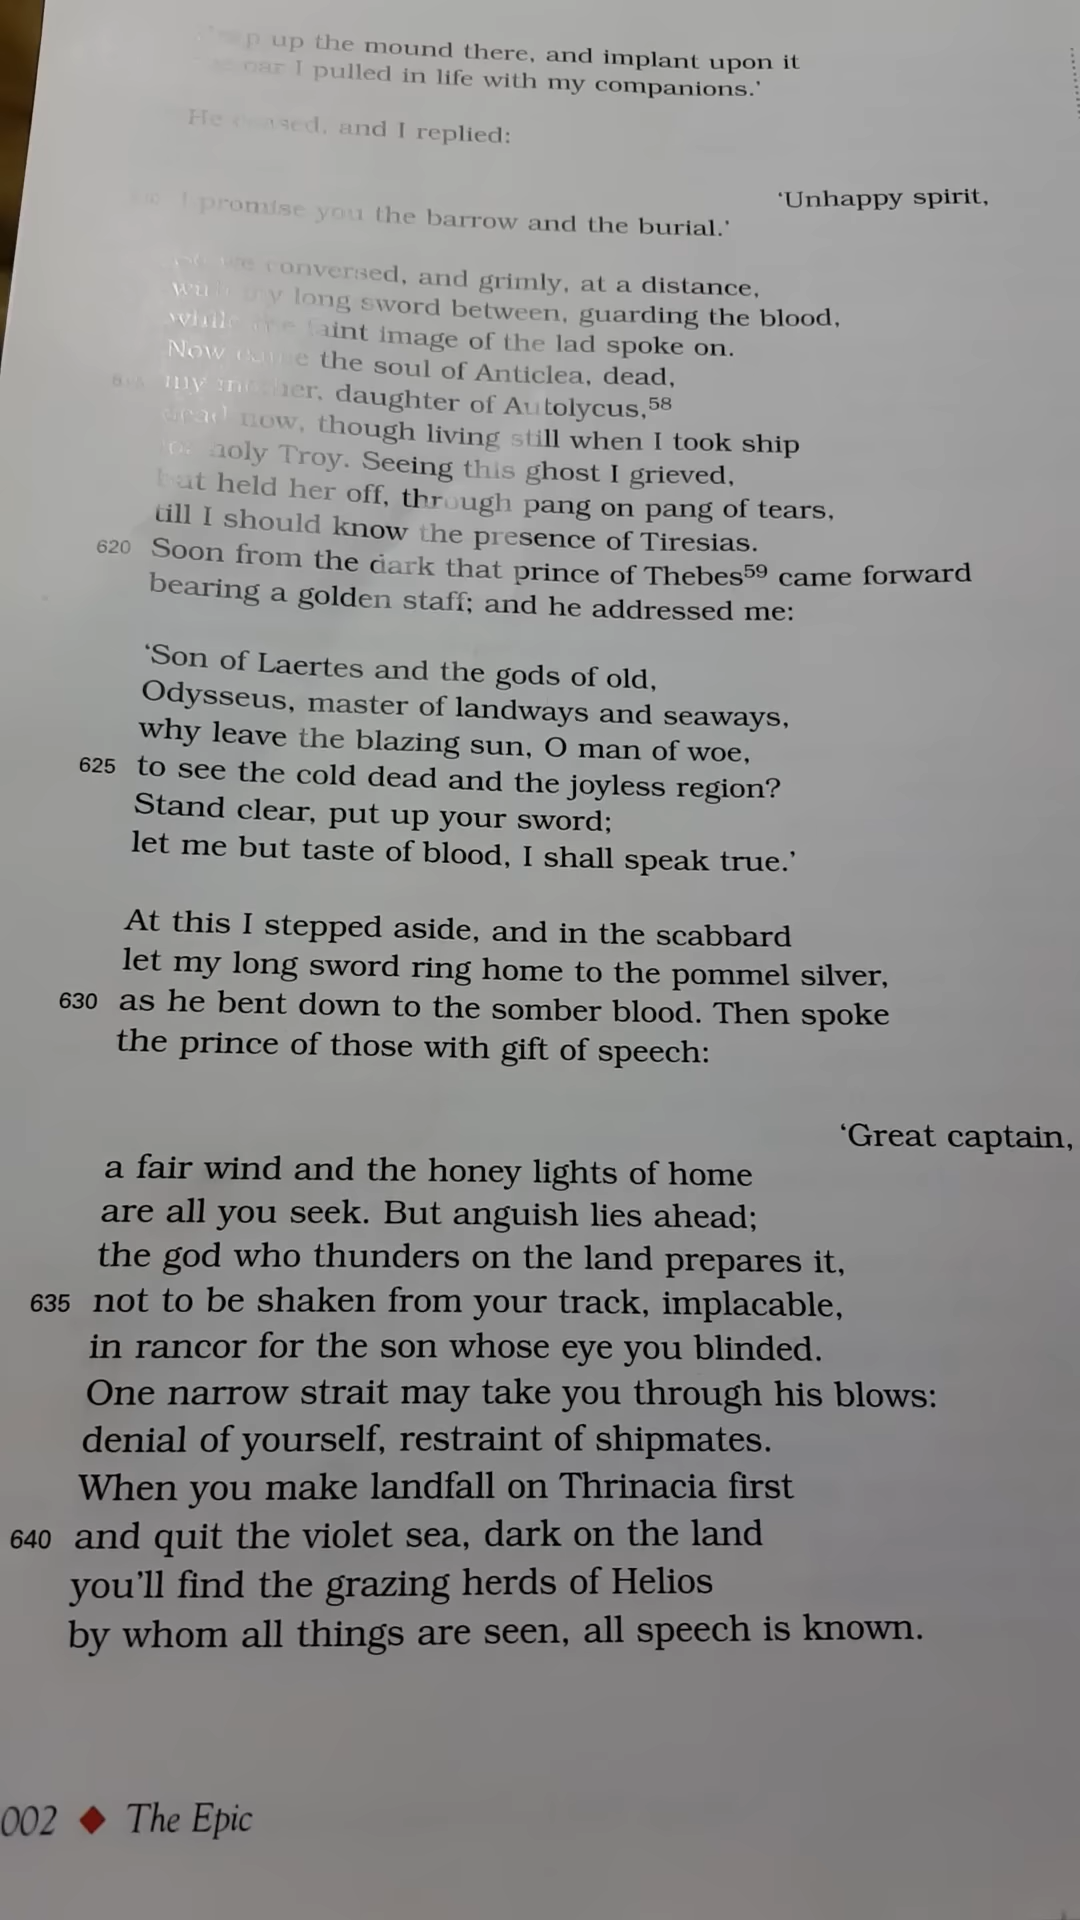 up the mound there, and implant upon it
oar I pulled in life with my companions.’
He ceased, and I replied:
‘Unhappy spirit,
I promise you the barrow and the burial.’
So we conversed, and grimly, at a distance,
with my long sword between, guarding the blood,
while the faint image of the lad spoke on.
Now came the soul of Anticlea, dead,
my mother, daughter of Autolycus,58
dead now, though living still when I took ship
for holy Troy. Seeing this ghost I grieved,
but held her off, through pang on pang of tears,
till I should know the presence of Tiresias.
620 Soon from the dark that prince of Thebes59 came forward
bearing a golden staff; and he addressed me:
‘Son of Laertes and the gods of old,
Odysseus, master of landways and seaways,
why leave the blazing sun, O man of woe,
625 to see the cold dead and the joyless region?
Stand clear, put up your sword;
let me but taste of blood, I shall speak true.’
At this I stepped aside, and in the scabbard
let my long sword ring home to the pommel silver,
630 as he bent down to the somber blood. Then spoke
the prince of those with gift of speech:
‘Great captain,
a fair wind and the honey lights of home
are all you seek. But anguish lies ahead;
the god who thunders on the land prepares it,
635 not to be shaken from your track, implacable,
in rancor for the son whose eye you blinded.
One narrow strait may take you through his blows:
denial of yourself, restraint of shipmates.
When you make landfall on Thrinacia first
640 and quit the violet sea, dark on the land
you’ll find the grazing herds of Helios
by whom all things are seen, all speech is known.
002 ◆ The Epic